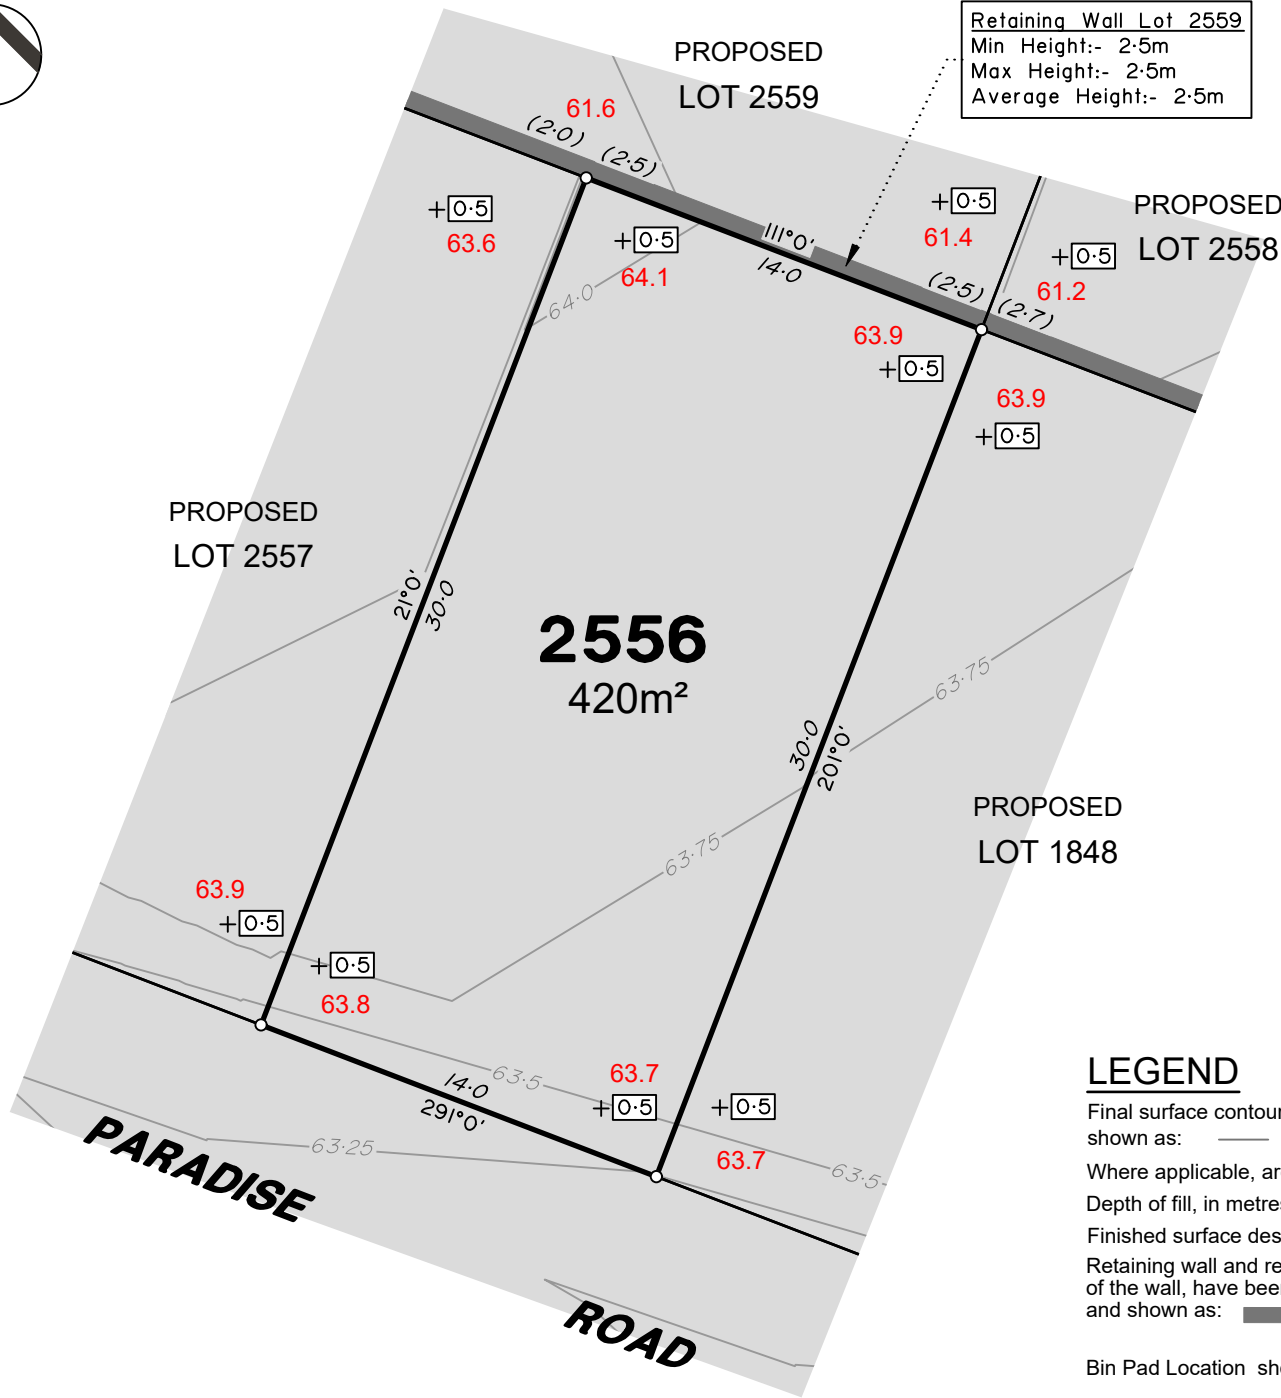 Retaining Wall Lot 2559
Min Height:- 2·5m
Max Height:- 2·5m
Average Height:- 2·5m
PROPOSED
LOT 2559
61.6
(2·0)
(2·5)
0·5
63.6
0·5
64.1
64·0
111°0'
14·0
0·5
61.4
PROPOSED
LOT 2558
0·5
61.2
(2·5)
(2·7)
63.9
0·5
63.9
0·5
PROPOSED
LOT 2557
21°0'
30·0
2556
420m²
63·75
30·0
201°0'
63·75
PROPOSED
LOT 1848
63.9
0·5
0·5
63.8
63·5
63.7
0·5
0·5
63.7
14·0
291°0'
63·25
63·5
PARADISE
ROAD
LEGEND
Final surface contour
shown as:
Where applicable, ar
Depth of fill, in metres
Finished surface des
Retaining wall and re
of the wall, have been
and shown as:
Bin Pad Location sho